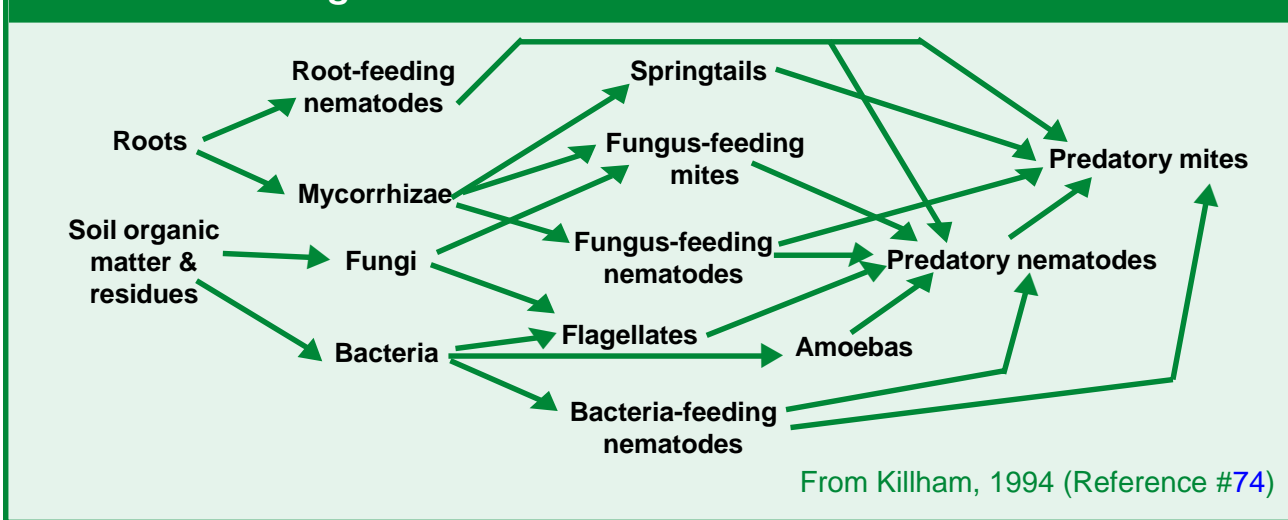 Root-feeding
nematodes
Springtails
Roots
Fungus-feeding
mites
Predatory mites
Mycorrhizae
Soil organic
matter &
residues
Fungi
Fungus-feeding
nematodes
Predatory nematodes
Flagellates
Bacteria
Amoebas
Bacteria-feeding
nematodes
From Killham, 1994 (Reference #74)